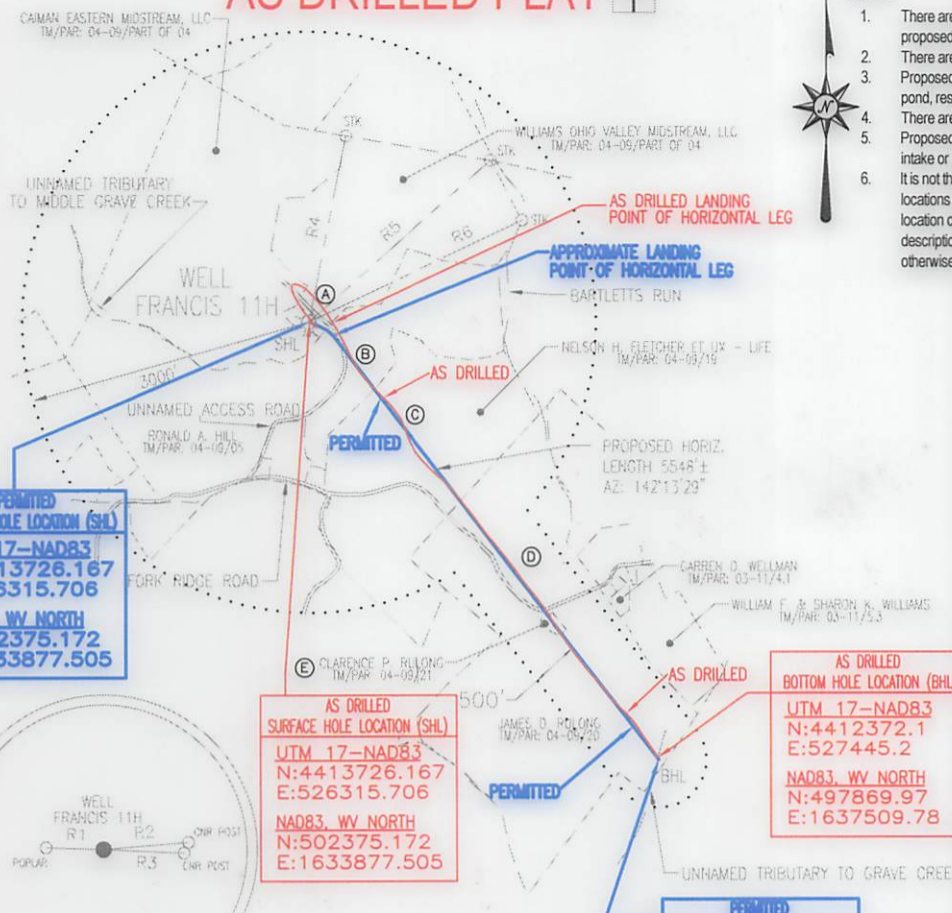 AS DRILLED PLAT
CAIMAN EASTERN MIDSTREAM, LLC
TM/PAR: 04-09/PART OF 04
1. There are
proposed
2. There are
3. Proposed
pond, res
4. There are
5. Proposed
intake or
6. It is not th
locations
location o
descriptio
otherwise
N
STK
WILLIAMS OHIO VALLEY MIDSTREAM, LLC
TM/PAR: 04-09/PART OF 04
STK
UNNAMED TRIBUTARY
TO MIDDLE GRAVE CREEK
R4
R5
R6
STK
AS DRILLED LANDING
POINT OF HORIZONTAL LEG
APPROXIMATE LANDING
POINT OF HORIZONTAL LEG
WELL
FRANCIS 11H
A
BARTLETTS RUN
SHL
B
NELSON H. FLETCHER ET UX - LIFE
TM/PAR: 04-09/19
3000'
AS DRILLED
UNNAMED ACCESS ROAD
C
RONALD A. HILL
TM/PAR: 04-09/05
PERMITTED
PROPOSED HORIZ.
LENGTH 5548'±
AZ: 142°13'29"
PERMITTED
HOLE LOCATION (SHL)
17-NAD83
13726.167
6315.706
WV NORTH
2375.172
33877.505
FORK RIDGE ROAD
D
DARREN D. WELLMAN
TM/PAR: 03-11/4.1
WILLIAM F. & SHARON K. WILLIAMS
TM/PAR: 03-11/5.3
E
CLARENCE P. RULONG
TM/PAR: 04-09/21
AS DRILLED
500'
JAMES D. RULONG
TM/PAR: 04-09/20
AS DRILLED
SURFACE HOLE LOCATION (SHL)
UTM 17-NAD83
N:4413726.167
E:526315.706
NAD83, WV NORTH
N:502375.172
E:1633877.505
AS DRILLED
BOTTOM HOLE LOCATION (BHL
UTM 17-NAD83
N:4412372.1
E:527445.2
NAD83, WV NORTH
N:497869.97
E:1637509.78
BHL
PERMITTED
WELL
FRANCIS 11H
R1
R2
CNR POST
POPLAR
R3
CNR POST
UNNAMED TRIBUTARY TO GRAVE CREE
PERMITTED